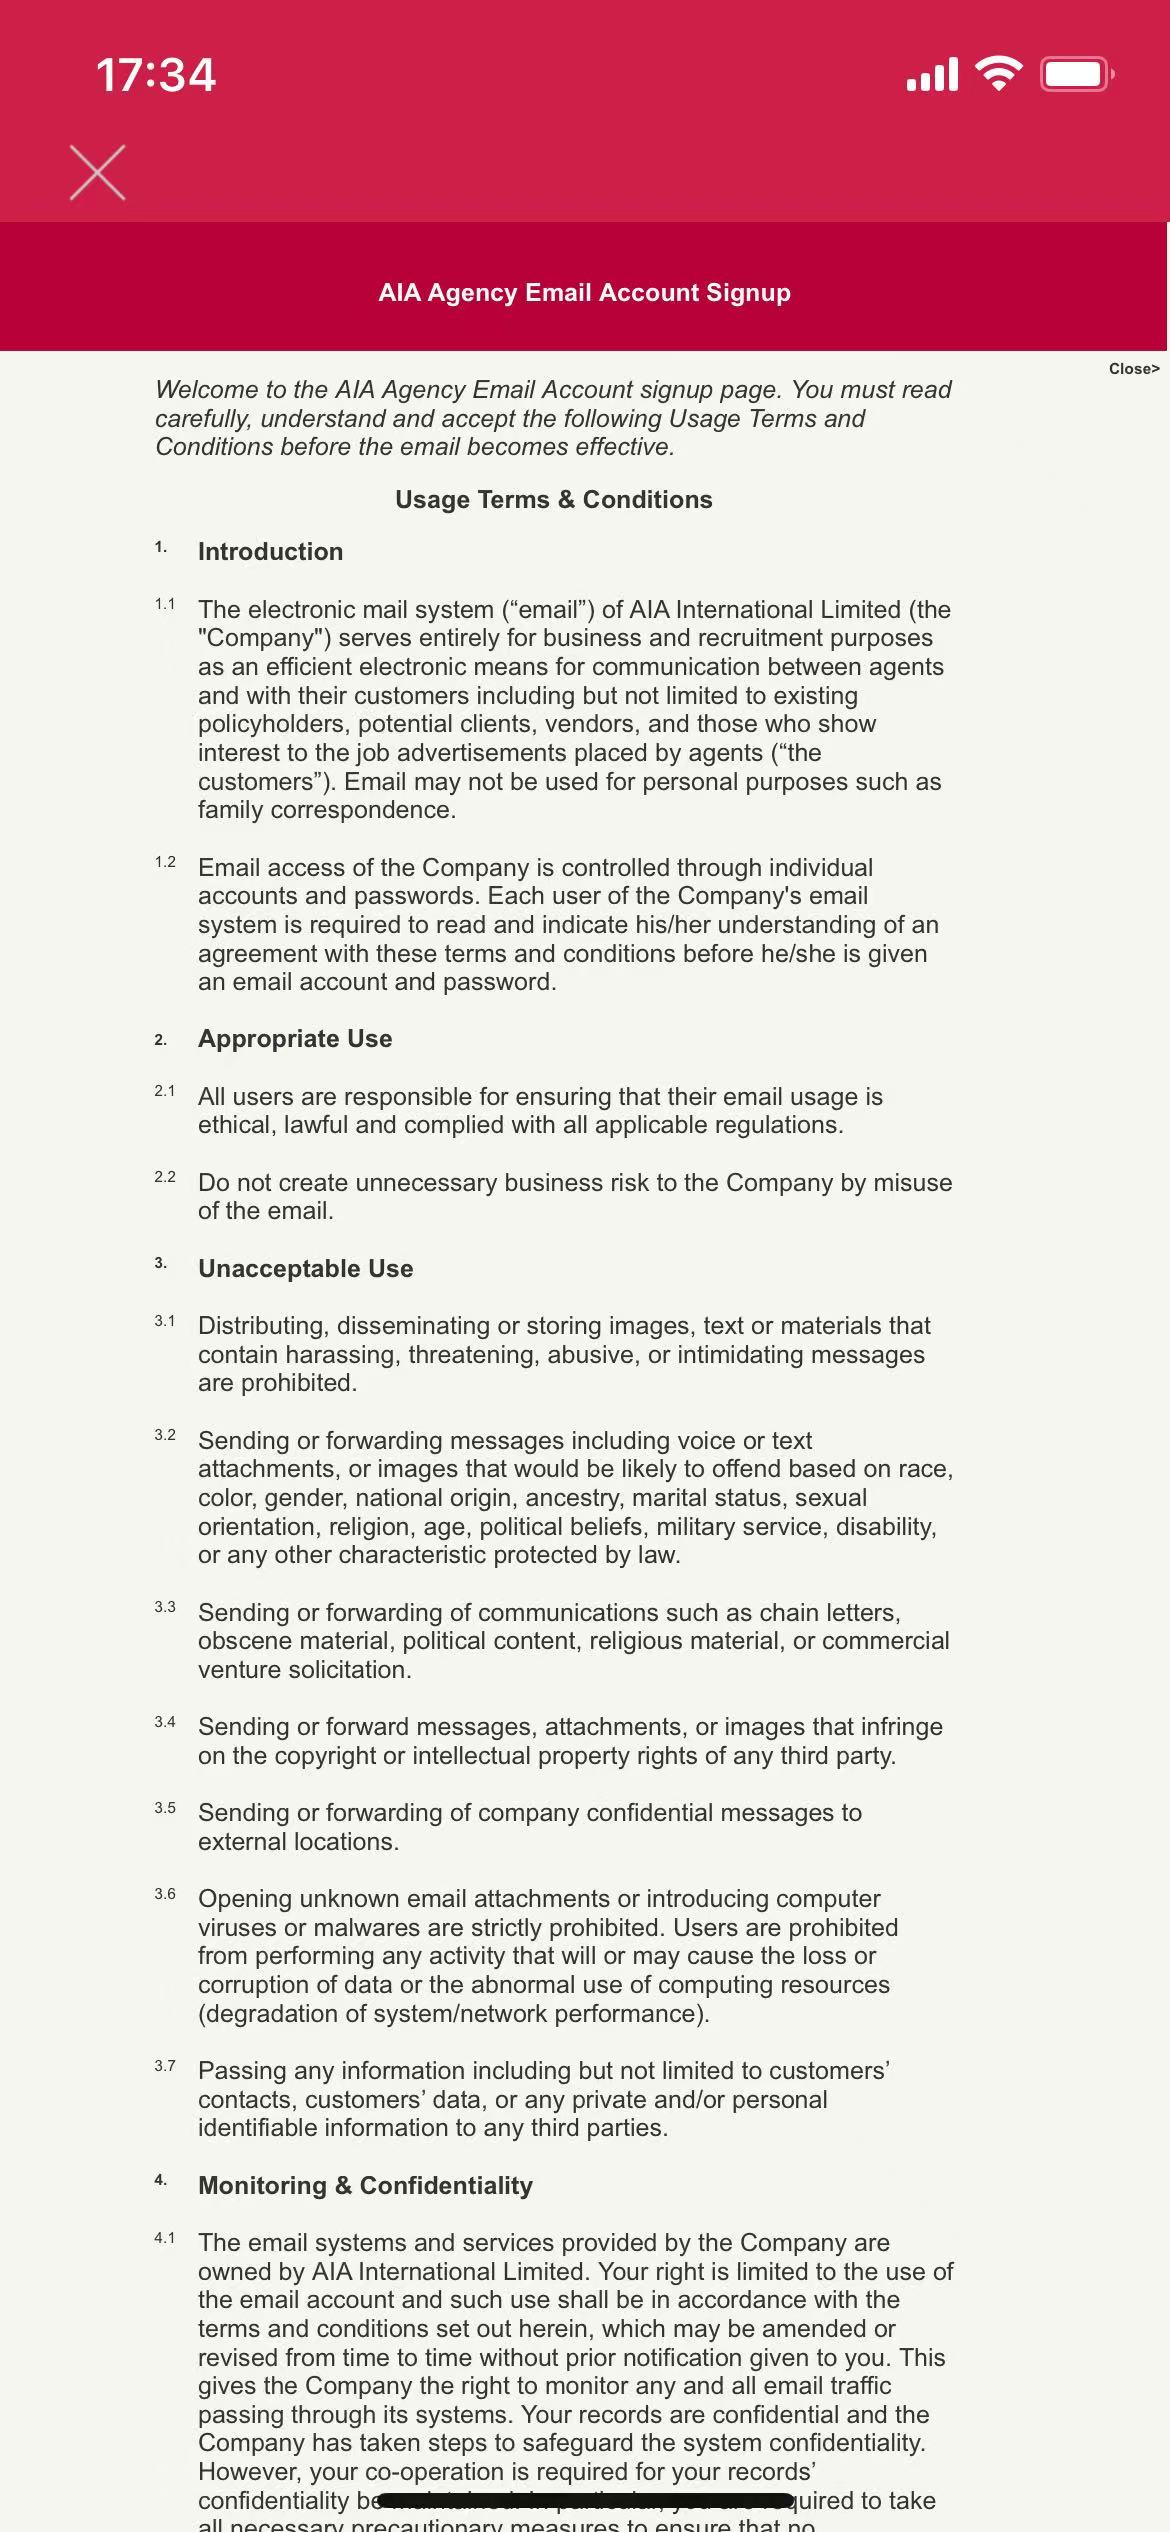 17:34
AIA Agency Email Account Signup
Close>
Welcome to the AIA Agency Email Account signup page. You must read
carefully, understand and accept the following Usage Terms and
Conditions before the email becomes effective.
Usage Terms & Conditions
1. Introduction
1.1 The electronic mail system (“email”) of AIA International Limited (the
"Company") serves entirely for business and recruitment purposes
as an efficient electronic means for communication between agents
and with their customers including but not limited to existing
policyholders, potential clients, vendors, and those who show
interest to the job advertisements placed by agents (“the
customers”). Email may not be used for personal purposes such as
family correspondence.
1.2 Email access of the Company is controlled through individual
accounts and passwords. Each user of the Company's email
system is required to read and indicate his/her understanding of an
agreement with these terms and conditions before he/she is given
an email account and password.
2. Appropriate Use
2.1 All users are responsible for ensuring that their email usage is
ethical, lawful and complied with all applicable regulations.
2.2 Do not create unnecessary business risk to the Company by misuse
of the email.
3. Unacceptable Use
3.1 Distributing, disseminating or storing images, text or materials that
contain harassing, threatening, abusive, or intimidating messages
are prohibited.
3.2 Sending or forwarding messages including voice or text
attachments, or images that would be likely to offend based on race,
color, gender, national origin, ancestry, marital status, sexual
orientation, religion, age, political beliefs, military service, disability,
or any other characteristic protected by law.
3.3 Sending or forwarding of communications such as chain letters,
obscene material, political content, religious material, or commercial
venture solicitation.
3.4 Sending or forward messages, attachments, or images that infringe
on the copyright or intellectual property rights of any third party.
3.5 Sending or forwarding of company confidential messages to
external locations.
3.6 Opening unknown email attachments or introducing computer
viruses or malwares are strictly prohibited. Users are prohibited
from performing any activity that will or may cause the loss or
corruption of data or the abnormal use of computing resources
(degradation of system/network performance).
3.7 Passing any information including but not limited to customers’
contacts, customers’ data, or any private and/or personal
identifiable information to any third parties.
4. Monitoring & Confidentiality
4.1 The email systems and services provided by the Company are
owned by AIA International Limited. Your right is limited to the use of
the email account and such use shall be in accordance with the
terms and conditions set out herein, which may be amended or
revised from time to time without prior notification given to you. This
gives the Company the right to monitor any and all email traffic
passing through its systems. Your records are confidential and the
Company has taken steps to safeguard the system confidentiality.
However, your co-operation is required for your records’
confidentiality be required to take
all necessary precautionary measures to ensure that no